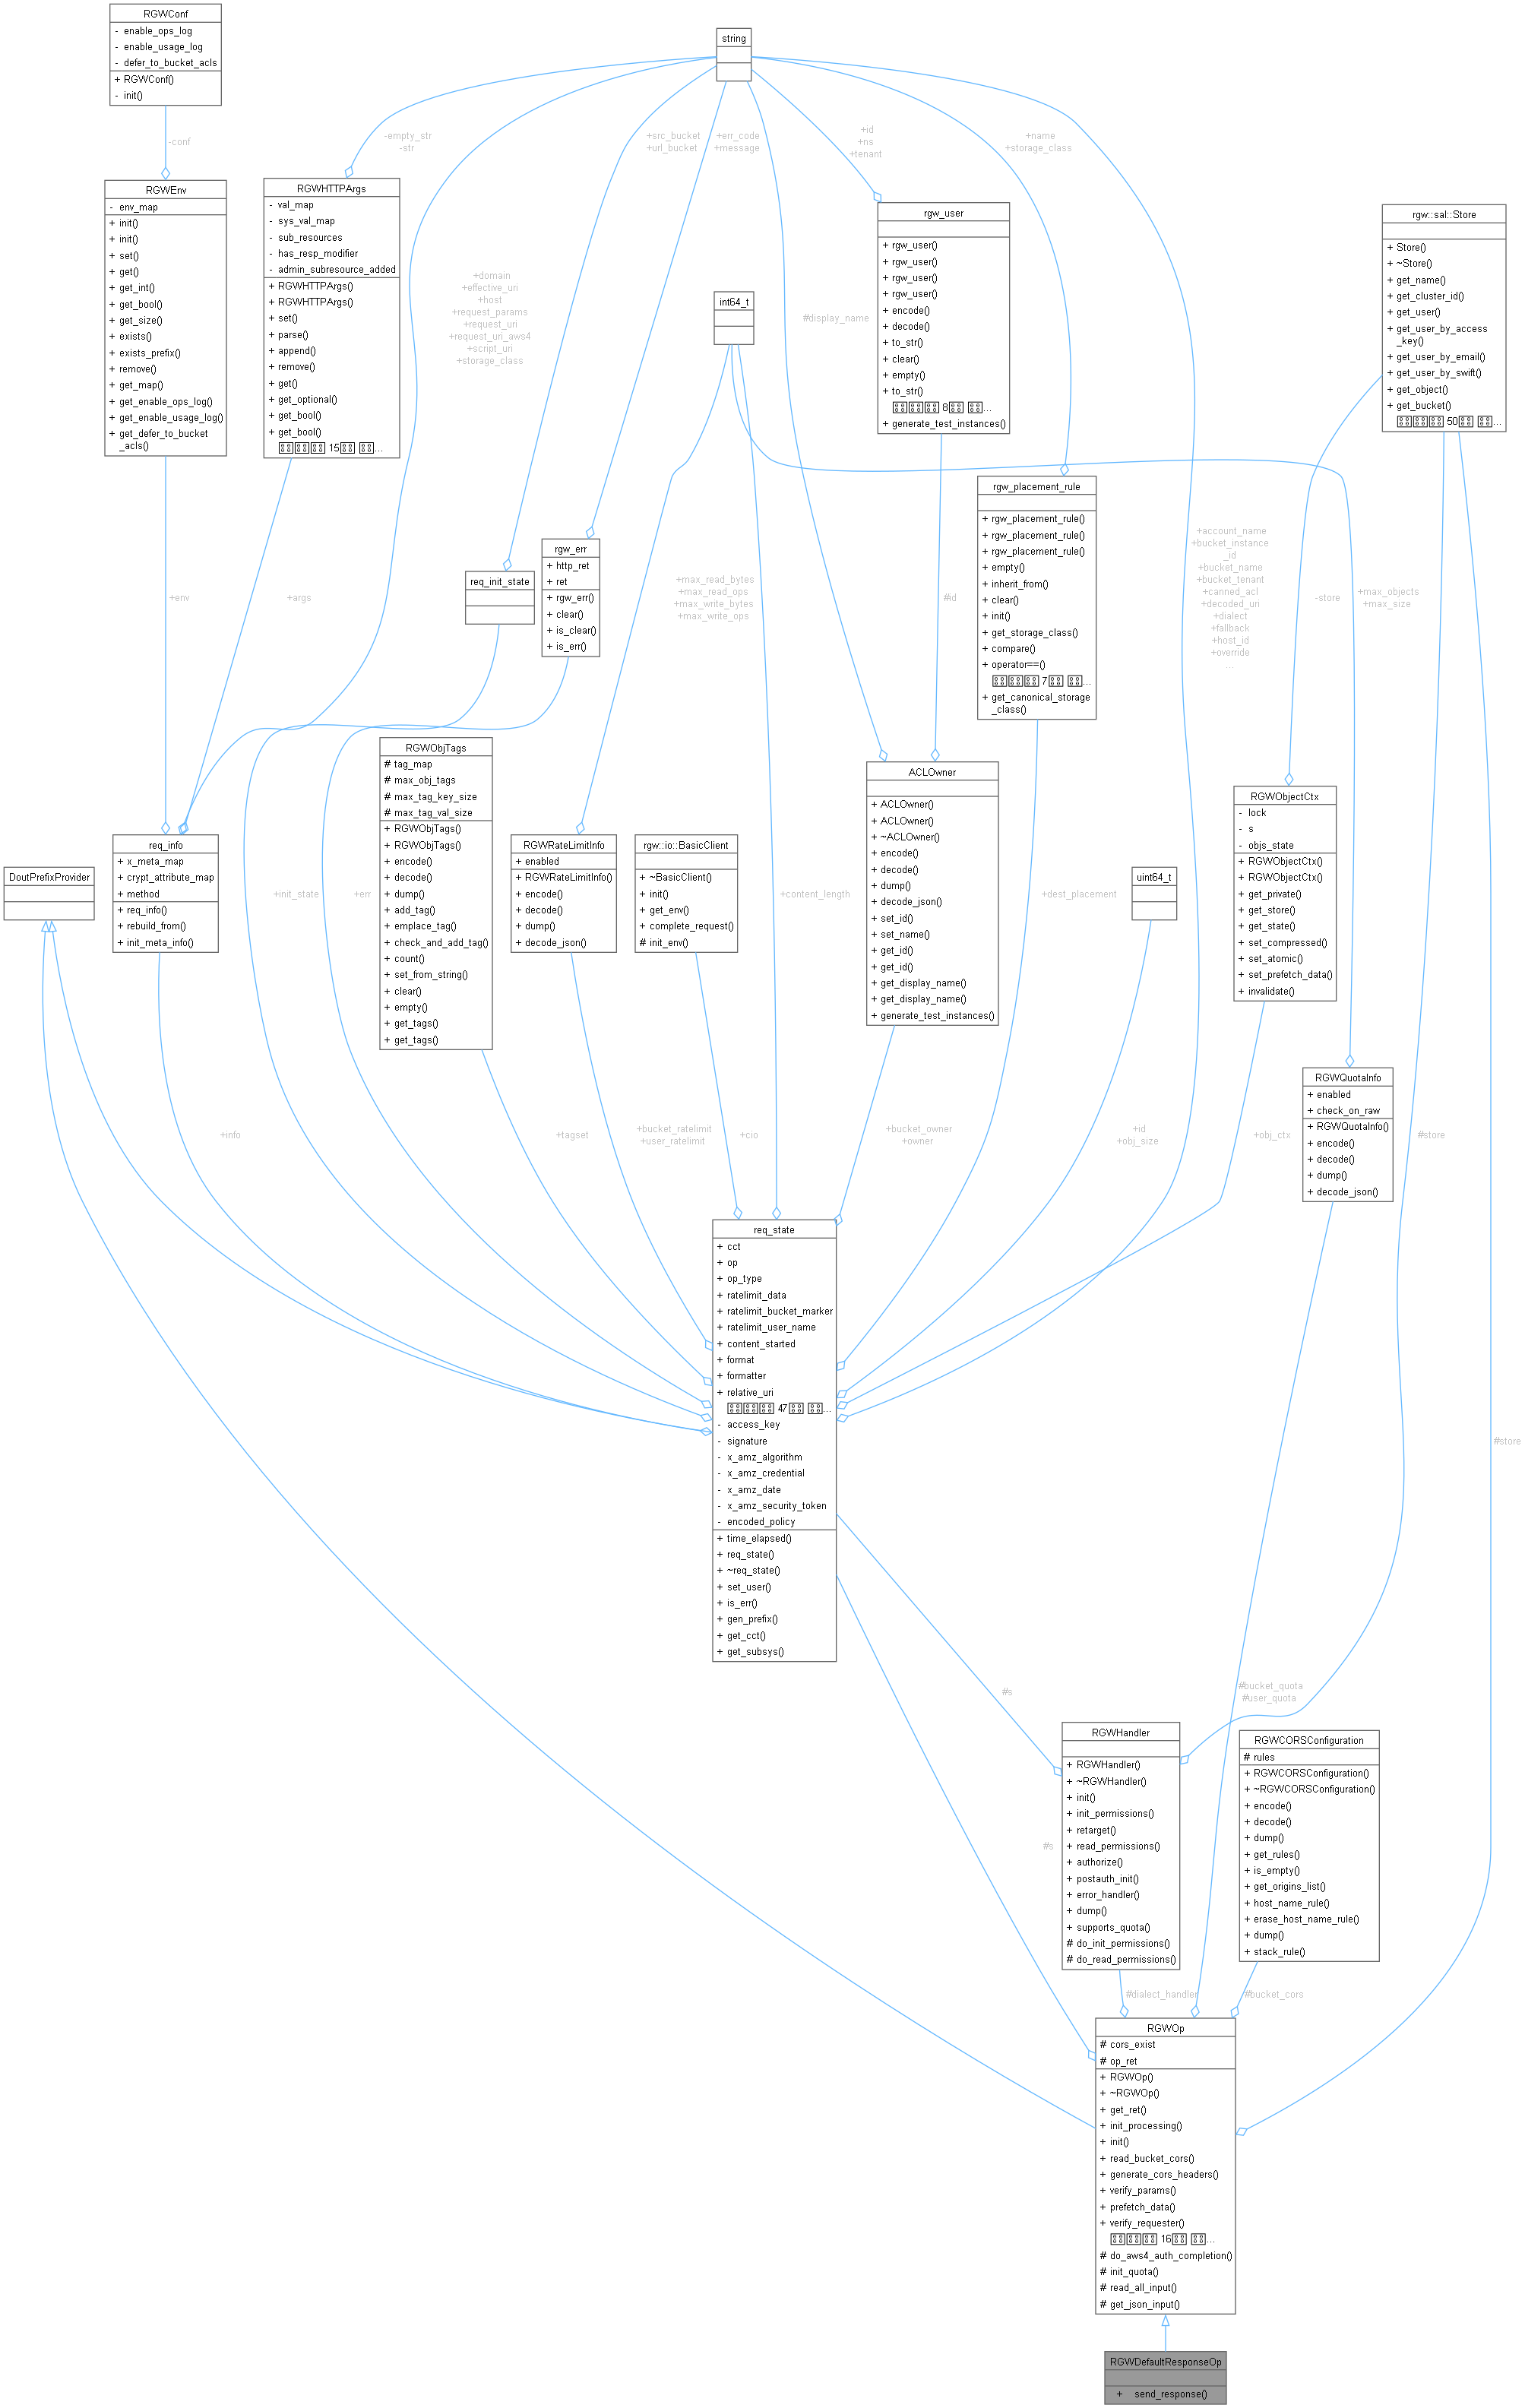 RGWConf
- enable_ops_log
- enable_usage_log
- defer_to_bucket_acls
+ RGWConf()
- init()
string
-conf
-empty_str
-str
+src_bucket
+url_bucket
+err_code
+message
+id
+ns
+tenant
+name
+storage_class
RGWEnv
- env_map
+ init()
+ init()
+ set()
+ get()
+ get_int()
+ get_bool()
+ get_size()
+ exists()
+ exists_prefix()
+ remove()
+ get_map()
+ get_enable_ops_log()
+ get_enable_usage_log()
+ get_defer_to_bucket
_acls()
RGWHTTPArgs
- val_map
- sys_val_map
- sub_resources
- has_resp_modifier
- admin_subresource_added
+ RGWHTTPArgs()
+ RGWHTTPArgs()
+ set()
+ parse()
+ append()
+ remove()
+ get()
+ get_optional()
+ get_bool()
+ get_bool()
15 ...
+domain
+effective_uri
+host
+request_params
+request_uri
+request_uri_aws4
+script_uri
+storage_class
int64_t
#display_name
rgw_user
+ rgw_user()
+ rgw_user()
+ rgw_user()
+ rgw_user()
+ encode()
+ decode()
+ to_str()
+ clear()
+ empty()
+ to_str()
8 ...
+ generate_test_instances()
rgw::sal::Store
+ Store()
+ ~Store()
+ get_name()
+ get_cluster_id()
+ get_user()
+ get_user_by_access
_key()
+ get_user_by_email()
+ get_user_by_swift()
+ get_object()
+ get_bucket()
50 ...
rgw_placement_rule
+ rgw_placement_rule()
+ rgw_placement_rule()
+ rgw_placement_rule()
+ empty()
+ inherit_from()
+ clear()
+ init()
+ get_storage_class()
+ compare()
+ operator==()
7 ...
+ get_canonical_storage
_class()
+account_name
+bucket_instance
_id
+bucket_name
+bucket_tenant
+canned_acl
+decoded_uri
+dialect
+fallback
+host_id
+override
...
+env
+args
req_init_state
rgw_err
+ http_ret
+ ret
+ rgw_err()
+ clear()
+ is_clear()
+ is_err()
+max_read_bytes
+max_read_ops
+max_write_bytes
+max_write_ops
#id
-store
+max_objects
+max_size
DoutPrefixProvider
req_info
+ x_meta_map
+ crypt_attribute_map
+ method
+ req_info()
+ rebuild_from()
+ init_meta_info()
+init_state
+err
RGWObjTags
# tag_map
# max_obj_tags
# max_tag_key_size
# max_tag_val_size
+ RGWObjTags()
+ RGWObjTags()
+ encode()
+ decode()
+ dump()
+ add_tag()
+ emplace_tag()
+ check_and_add_tag()
+ count()
+ set_from_string()
+ clear()
+ empty()
+ get_tags()
+ get_tags()
RGWRateLimitInfo
+ enabled
+ RGWRateLimitInfo()
+ encode()
+ decode()
+ dump()
+ decode_json()
rgw::io::BasicClient
+ ~BasicClient()
+ init()
+ get_env()
+ complete_request()
# init_env()
+content_length
ACLOwner
+ ACLOwner()
+ ACLOwner()
+ ~ACLOwner()
+ encode()
+ decode()
+ dump()
+ decode_json()
+ set_id()
+ set_name()
+ get_id()
+ get_id()
+ get_display_name()
+ get_display_name()
+ generate_test_instances()
+dest_placement
uint64_t
RGWObjectCtx
- lock
- s
- objs_state
+ RGWObjectCtx()
+ RGWObjectCtx()
+ get_private()
+ get_store()
+ get_state()
+ set_compressed()
+ set_atomic()
+ set_prefetch_data()
+ invalidate()
RGWQuotaInfo
+ enabled
+ check_on_raw
+ RGWQuotaInfo()
+ encode()
+ decode()
+ dump()
+ decode_json()
+info
+tagset
+bucket_ratelimit
+user_ratelimit
+cio
+bucket_owner
+owner
+id
+obj_size
+obj_ctx
#store
req_state
+ cct
+ op
+ op_type
+ ratelimit_data
+ ratelimit_bucket_marker
+ ratelimit_user_name
+ content_started
+ format
+ formatter
+ relative_uri
47 ...
- access_key
- signature
- x_amz_algorithm
- x_amz_credential
- x_amz_date
- x_amz_security_token
- encoded_policy
+ time_elapsed()
+ req_state()
+ ~req_state()
+ set_user()
+ is_err()
+ gen_prefix()
+ get_cct()
+ get_subsys()
#store
#s
#bucket_quota
#user_quota
#s
RGWHandler
+ RGWHandler()
+ ~RGWHandler()
+ init()
+ init_permissions()
+ retarget()
+ read_permissions()
+ authorize()
+ postauth_init()
+ error_handler()
+ dump()
+ supports_quota()
# do_init_permissions()
# do_read_permissions()
RGWCORSConfiguration
# rules
+ RGWCORSConfiguration()
+ ~RGWCORSConfiguration()
+ encode()
+ decode()
+ dump()
+ get_rules()
+ is_empty()
+ get_origins_list()
+ host_name_rule()
+ erase_host_name_rule()
+ dump()
+ stack_rule()
#dialect_handler
#bucket_cors
RGWOp
# cors_exist
# op_ret
+ RGWOp()
+ ~RGWOp()
+ get_ret()
+ init_processing()
+ init()
+ read_bucket_cors()
+ generate_cors_headers()
+ verify_params()
+ prefetch_data()
+ verify_requester()
16 ...
# do_aws4_auth_completion()
# init_quota()
# read_all_input()
# get_json_input()
RGWDefaultResponseOp
+ send_response()